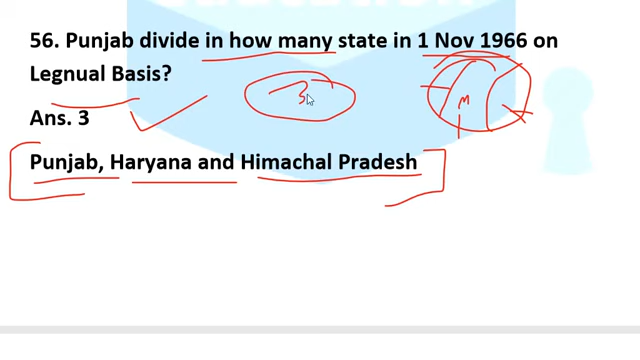 56. Punjab divide in how many state in 1 Nov 1966 on
Legnual Basis?
3
M
Ans. 3
Punjab, Haryana and Himachal Pradesh